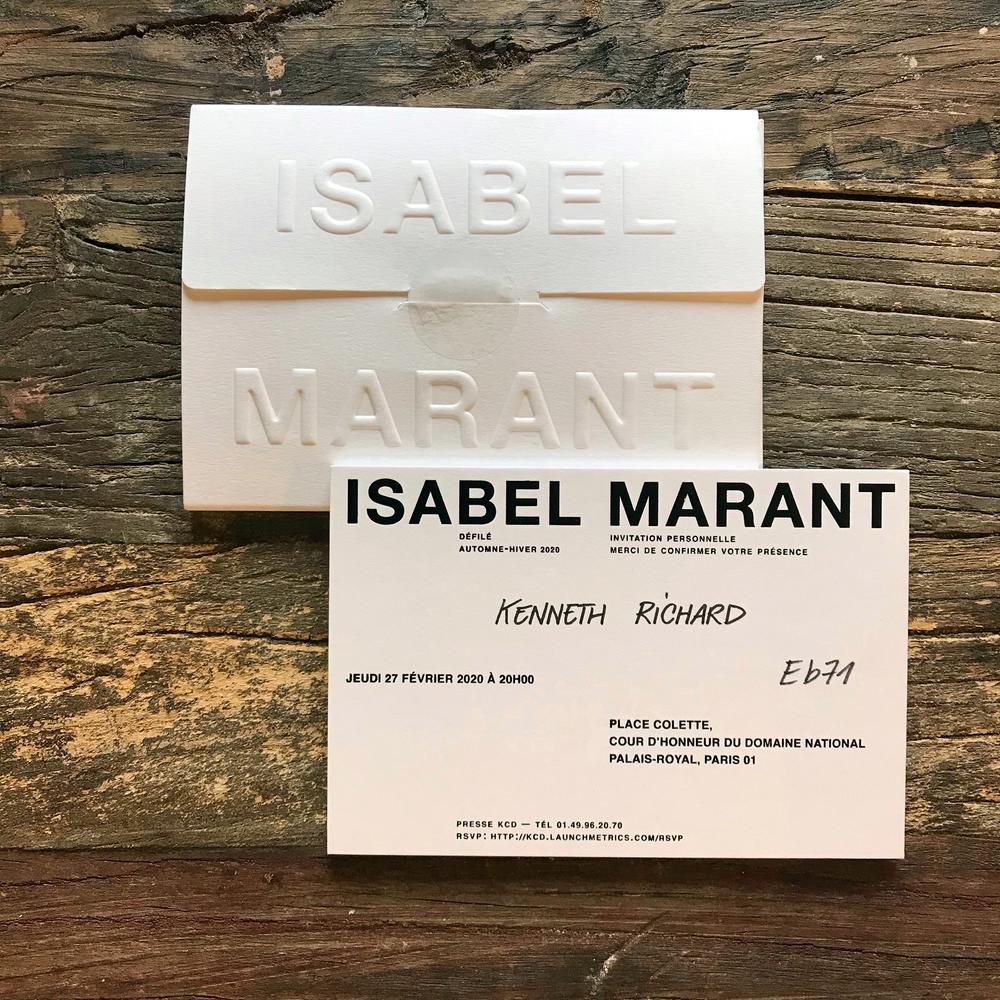 ISABEL
MARANT
ISABEL MARANT
DÉFILÉ
AUTOMNE-HIVER 2020
INVITATION PERSONNELLE
MERCI DE CONFIRMER VOTRE PRÉSENCE
KENNETH RICHARD
JEUDI 27 FÉVRIER 2020 À 20H00
Eb71
PLACE COLETTE,
COUR D'HONNEUR DU DOMAINE NATIONAL
PALAIS-ROYAL, PARIS 01
PRESSE KCD — TÉL 01.49.96.20.70
RSVP: HTTP://KCD.LAUNCHMETRICS.COM/RSVP